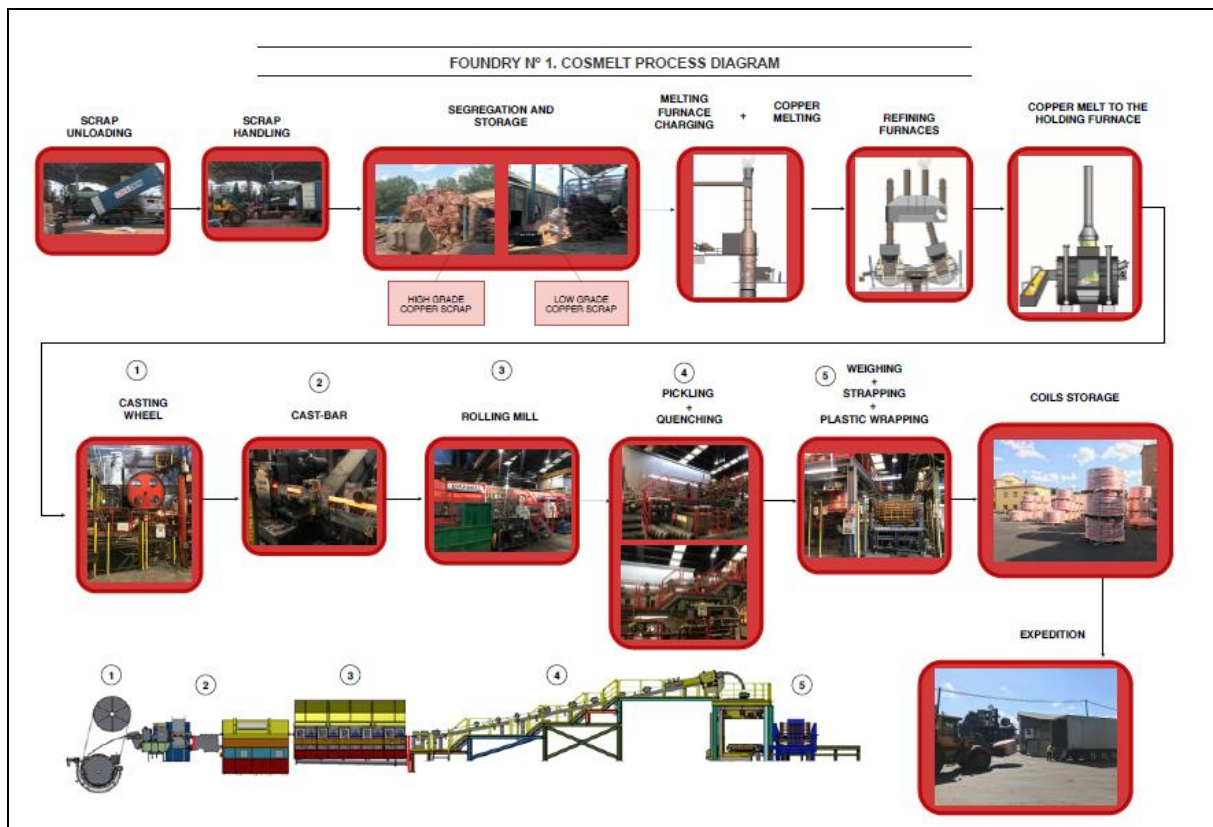 FOUNDRY Nº 1. COSMELT PROCESS DIAGRAM
SCRAP
UNLOADING
SCRAP
HANDLING
SEGREGATION AND
STORAGE
MELTING
FURNACE
CHARGING
+
COPPER
MELTING
REFINING
FURNACES
COPPER MELT TO THE
HOLDING FURNACE
HIGH GRADE
COPPER SCRAP
LOW GRADE
COPPER SCRAP
1
CASTING
WHEEL
2
CAST-BAR
3
ROLLING MILL
4
PICKLING
+
QUENCHING
5
WEIGHING
+
STRAPPING
+
PLASTIC WRAPPING
COILS STORAGE
EXPEDITION
1
2
3
4
5